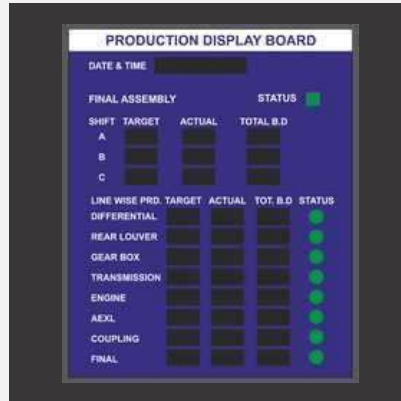 PRODUCTION DISPLAY BOARD
DATE & TIME
FINAL ASSEMBLY STATUS
SHIFT TARGET ACTUAL TOTAL B.D
A
B
C
LINE WISE PRD. TARGET ACTUAL TOT. B.D STATUS
DIFFERENTIAL
REAR LOUVER
GEAR BOX
TRANSMISSION
ENGINE
AEXL
COUPLING
FINAL